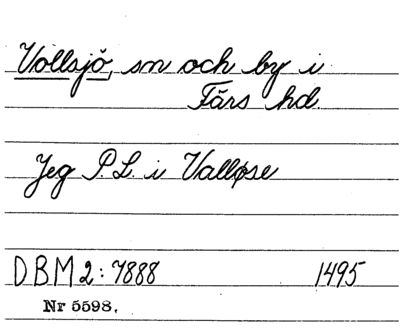 Vollsjö, sn och by i
Färs hd
Jeg P. L. i Valløse
DBM 2: 7888 1495
Nr 5598.